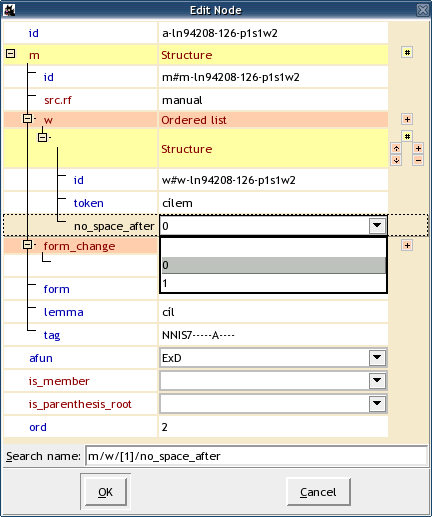 Edit Node
id a-ln94208-126-p1s1w2
m Structure #
id m#m-ln94208-126-p1s1w2
src.rf manual
w Ordered list +
#
Structure
id w#w-ln94208-126-p1s1w2
token cílem
no_space_after 0
form_change +
0
form 1
lemma cíl
tag NNIS7-----A----
afun ExD
is_member
is_parenthesis_root
ord 2
Search name: m/w/[1]/no_space_after
OK Cancel